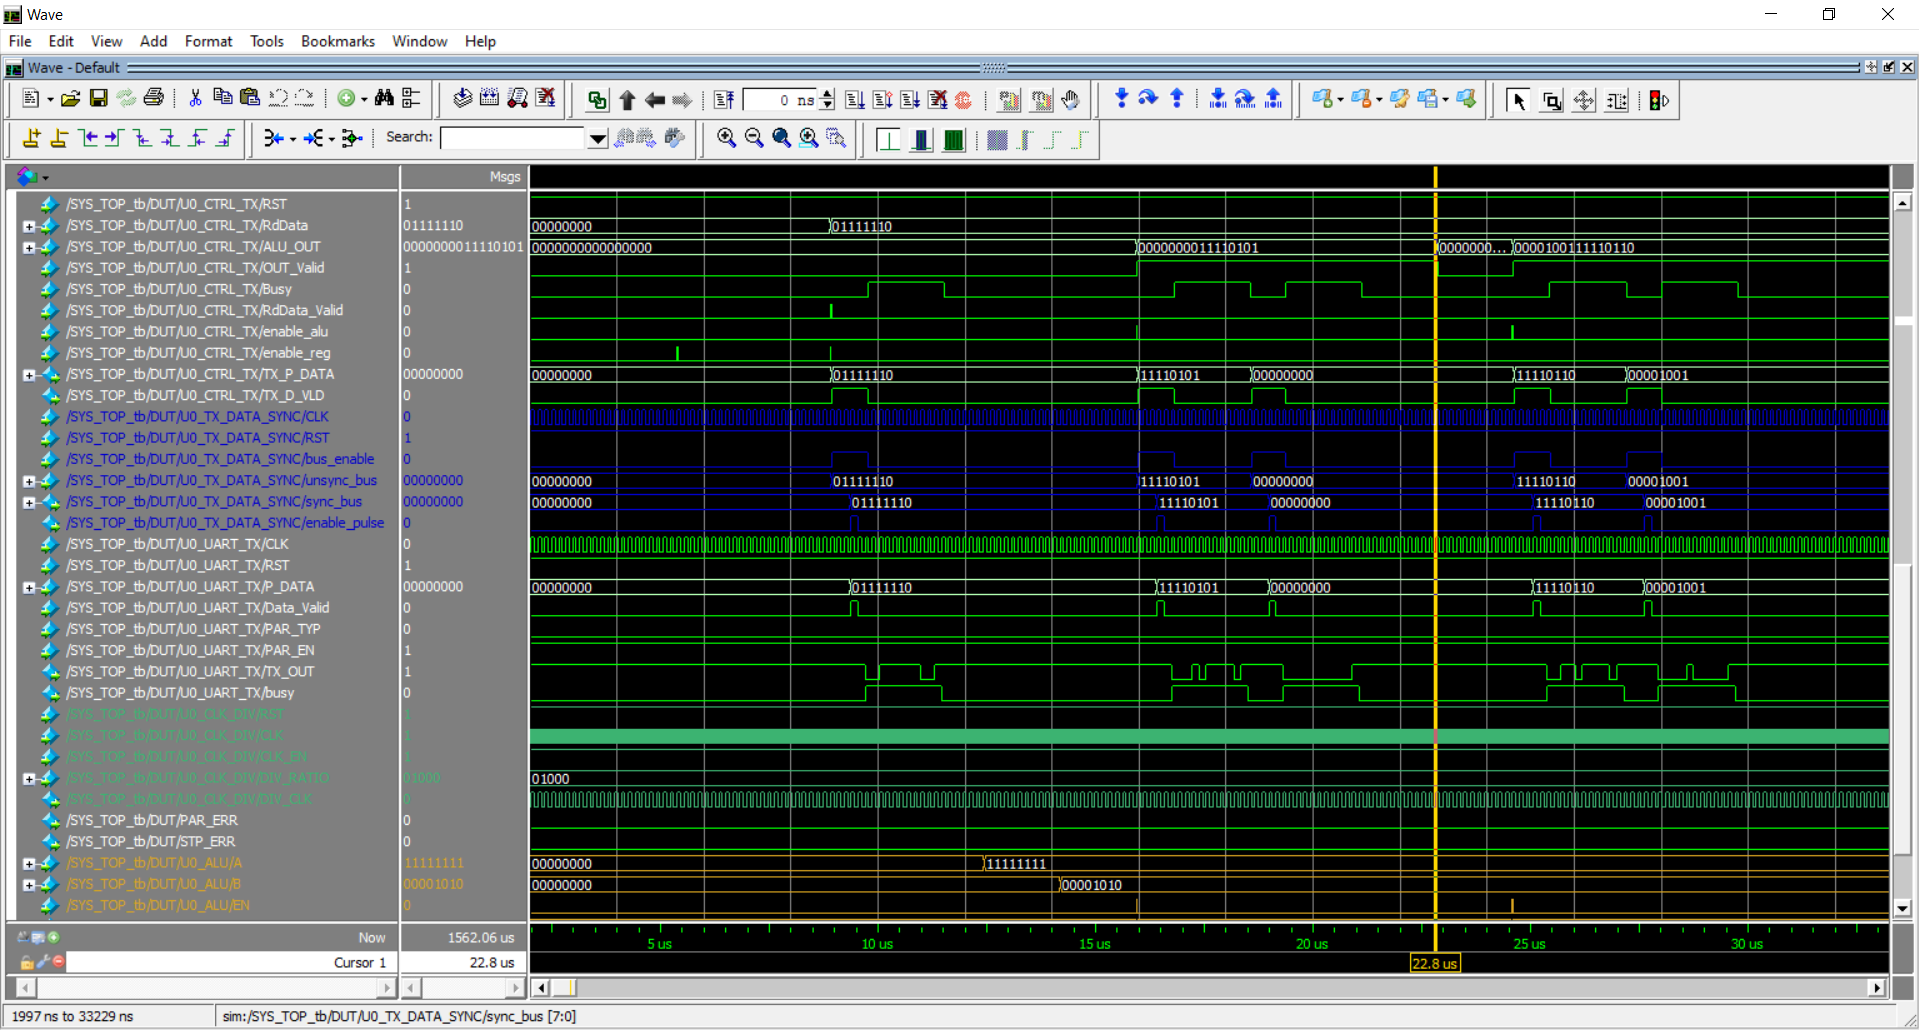 Wave
File Edit View Add Format Tools Bookmarks Window Help
Wave - Default
0 ns
Search:
Msgs
/SYS_TOP_tb/DUT/U0_CTRL_TX/RST 1
/SYS_TOP_tb/DUT/U0_CTRL_TX/RdData 01111110 00000000 01111110
/SYS_TOP_tb/DUT/U0_CTRL_TX/ALU_OUT 0000000011110101 0000000000000000 0000000011110101 0000000... 0000100111110110
/SYS_TOP_tb/DUT/U0_CTRL_TX/OUT_Valid 1
/SYS_TOP_tb/DUT/U0_CTRL_TX/Busy 0
/SYS_TOP_tb/DUT/U0_CTRL_TX/RdData_Valid 0
/SYS_TOP_tb/DUT/U0_CTRL_TX/enable_alu 0
/SYS_TOP_tb/DUT/U0_CTRL_TX/enable_reg 0
/SYS_TOP_tb/DUT/U0_CTRL_TX/TX_P_DATA 00000000 00000000 01111110 11110101 00000000 11110110 00001001
/SYS_TOP_tb/DUT/U0_CTRL_TX/TX_D_VLD 0
/SYS_TOP_tb/DUT/U0_TX_DATA_SYNC/CLK 0
/SYS_TOP_tb/DUT/U0_TX_DATA_SYNC/RST 1
/SYS_TOP_tb/DUT/U0_TX_DATA_SYNC/bus_enable 0
/SYS_TOP_tb/DUT/U0_TX_DATA_SYNC/unsync_bus 00000000 00000000 01111110 11110101 00000000 11110110 00001001
/SYS_TOP_tb/DUT/U0_TX_DATA_SYNC/sync_bus 00000000 00000000 01111110 11110101 00000000 11110110 00001001
/SYS_TOP_tb/DUT/U0_TX_DATA_SYNC/enable_pulse 0
/SYS_TOP_tb/DUT/U0_UART_TX/CLK 0
/SYS_TOP_tb/DUT/U0_UART_TX/RST 1
/SYS_TOP_tb/DUT/U0_UART_TX/P_DATA 00000000 00000000 01111110 11110101 00000000 11110110 00001001
/SYS_TOP_tb/DUT/U0_UART_TX/Data_Valid 0
/SYS_TOP_tb/DUT/U0_UART_TX/PAR_TYP 0
/SYS_TOP_tb/DUT/U0_UART_TX/PAR_EN 1
/SYS_TOP_tb/DUT/U0_UART_TX/TX_OUT 1
/SYS_TOP_tb/DUT/U0_UART_TX/busy 0
/SYS_TOP_tb/DUT/U0_CLK_DIV/RST 1
/SYS_TOP_tb/DUT/U0_CLK_DIV/CLK 1
/SYS_TOP_tb/DUT/U0_CLK_DIV/CLK_EN 1
/SYS_TOP_tb/DUT/U0_CLK_DIV/DIV_RATIO 01000 01000
/SYS_TOP_tb/DUT/U0_CLK_DIV/DIV_CLK 0
/SYS_TOP_tb/DUT/PAR_ERR 0
/SYS_TOP_tb/DUT/STP_ERR 0
/SYS_TOP_tb/DUT/U0_ALU/A 11111111 00000000 11111111
/SYS_TOP_tb/DUT/U0_ALU/B 00001010 00000000 00001010
/SYS_TOP_tb/DUT/U0_ALU/EN 0
Now 1562.06 us 5 us 10 us 15 us 20 us 25 us 30 us
Cursor 1 22.8 us 22.8 us
1997 ns to 33229 ns sim:/SYS_TOP_tb/DUT/U0_TX_DATA_SYNC/sync_bus [7:0]